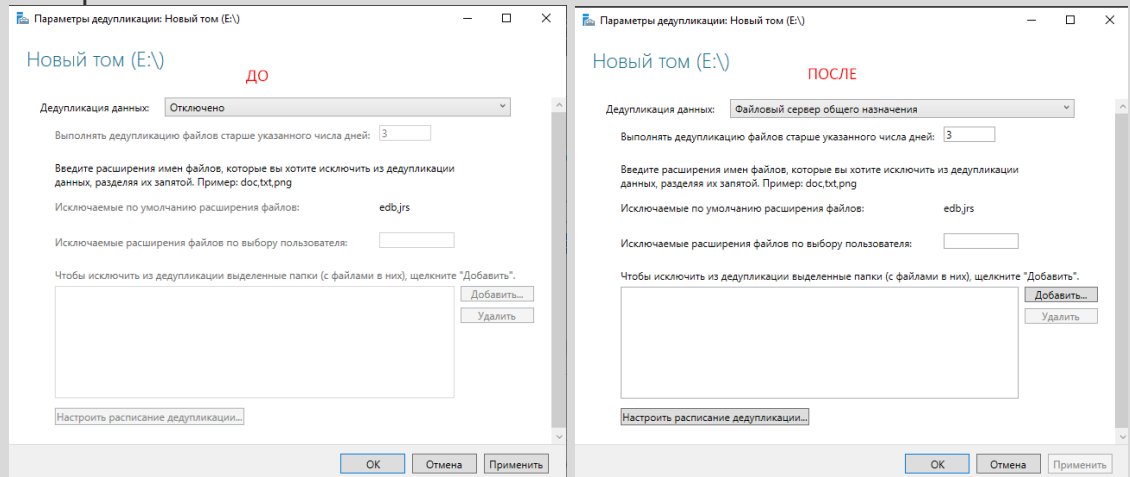 Параметры дедупликации: Новый том (E:\)
Новый том (E:\)
ДО
Дедупликация данных: Отключено
Выполнять дедупликацию файлов старше указанного числа дней: 3
Введите расширения имен файлов, которые вы хотите исключить из дедупликации
данных, разделяя их запятой. Пример: doc,txt,png
Исключаемые по умолчанию расширения файлов: edb,jrs
Исключаемые расширения файлов по выбору пользователя:
Чтобы исключить из дедупликации выделенные папки (с файлами в них), щелкните "Добавить".
Добавить...
Удалить
Настроить расписание дедупликации...
ОК Отмена Применить
Параметры дедупликации: Новый том (E:\)
Новый том (E:\)
ПОСЛЕ
Дедупликация данных: Файловый сервер общего назначения
Выполнять дедупликацию файлов старше указанного числа дней: 3
Введите расширения имен файлов, которые вы хотите исключить из дедупликации
данных, разделяя их запятой. Пример: doc,txt,png
Исключаемые по умолчанию расширения файлов: edb,jrs
Исключаемые расширения файлов по выбору пользователя:
Чтобы исключить из дедупликации выделенные папки (с файлами в них), щелкните "Добавить".
Добавить...
Удалить
Настроить расписание дедупликации...
ОК Отмена Применить